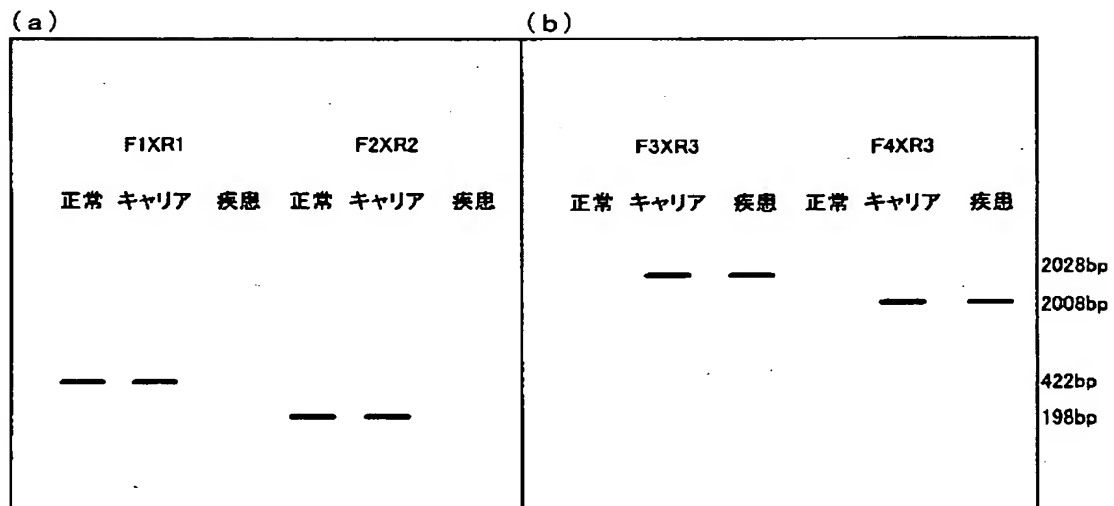 (a)
(b)
F1XR1
F2XR2
正常 キャリア 疾患 正常 キャリア 疾患
F3XR3
F4XR3
正常 キャリア 疾患 正常 キャリア 疾患
2028bp
2008bp
422bp
198bp